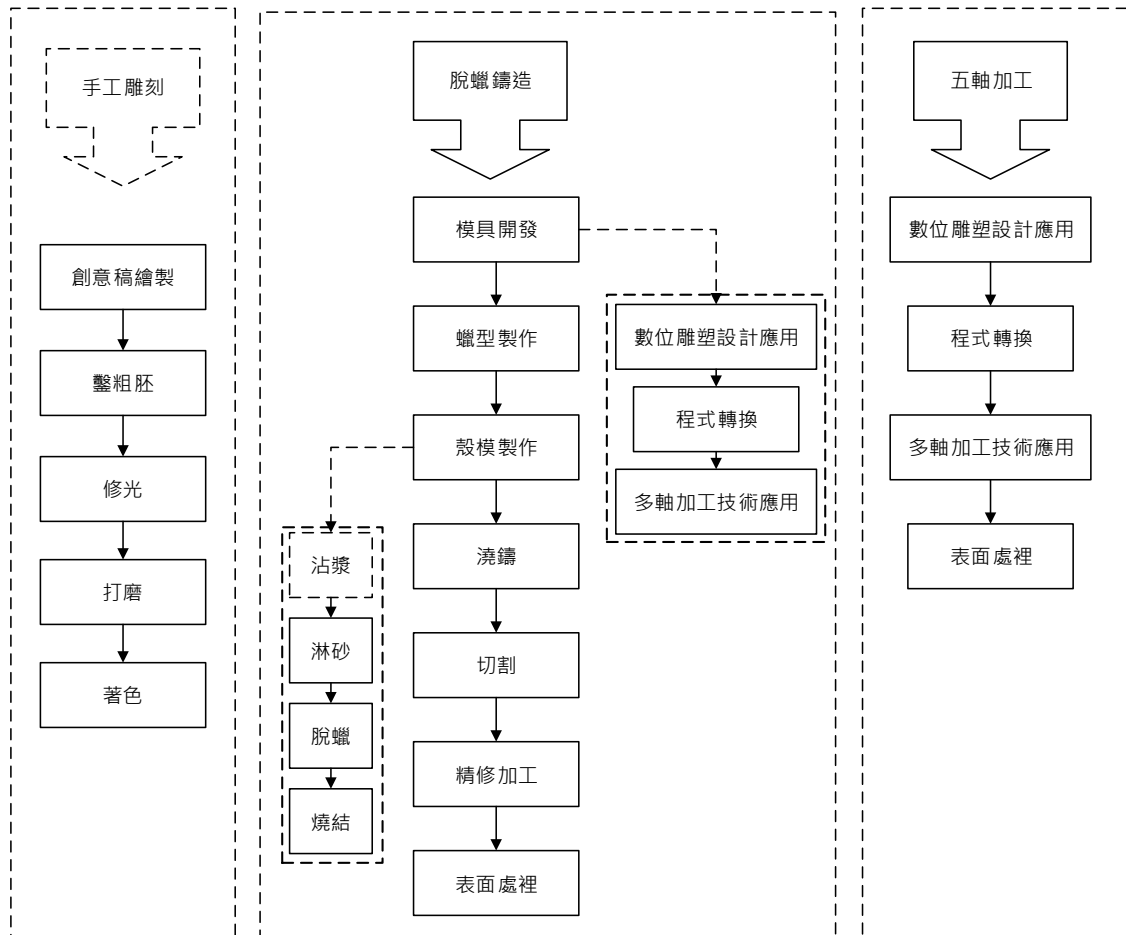 手工雕刻
創意稿繪製
鑿粗胚
修光
打磨
著色
脫蠟鑄造
模具開發
蠟型製作
殼模製作
澆鑄
切割
精修加工
表面處裡
數位雕塑設計應用
程式轉換
多軸加工技術應用
沾漿
淋砂
脫蠟
燒結
五軸加工
數位雕塑設計應用
程式轉換
多軸加工技術應用
表面處裡